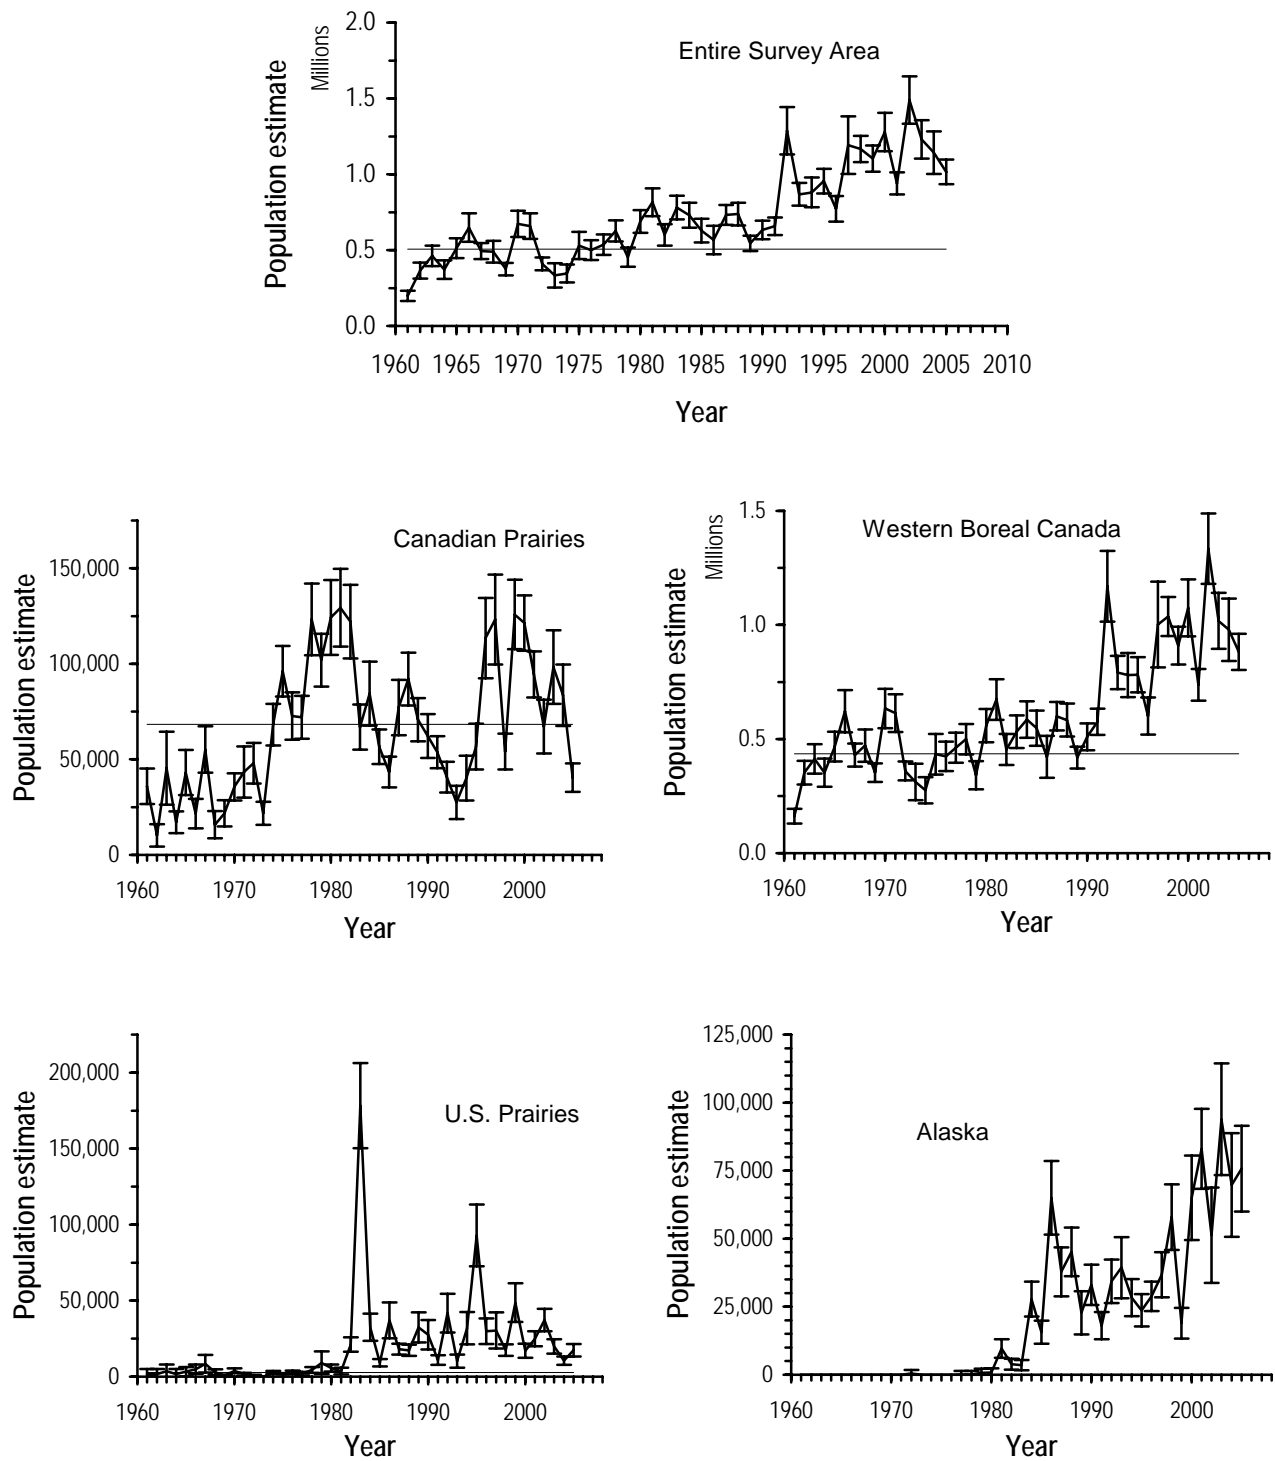 Entire Survey Area
Population estimate
Millions
2.0
1.5
1.0
0.5
0.0
1960 1965 1970 1975 1980 1985 1990 1995 2000 2005 2010
Year
Canadian Prairies
Population estimate
150,000
100,000
50,000
0
1960 1970 1980 1990 2000
Year
Western Boreal Canada
Population estimate
Millions
1.5
1.0
0.5
0.0
1960 1970 1980 1990 2000
Year
U.S. Prairies
Population estimate
200,000
150,000
100,000
50,000
0
1960 1970 1980 1990 2000
Year
Alaska
Population estimate
125,000
100,000
75,000
50,000
25,000
0
1960 1970 1980 1990 2000
Year